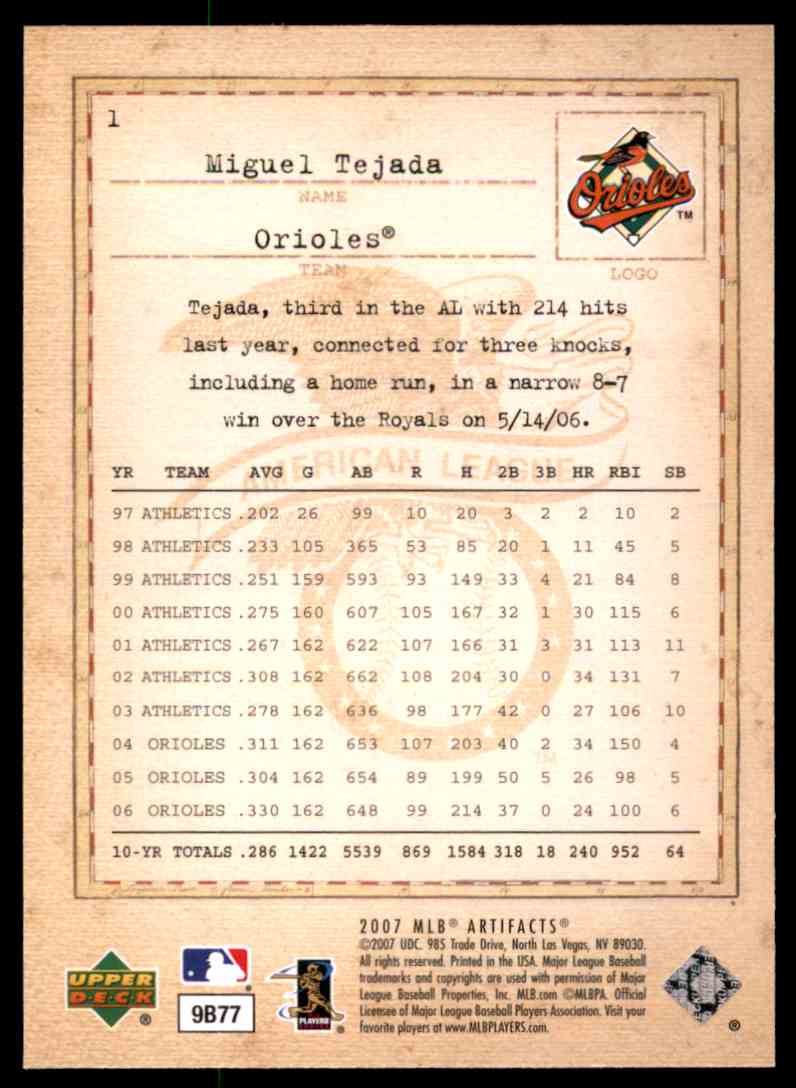 1
Miguel Tejada
NAME
Orioles®
TEAM
Orioles™
LOGO
Tejada, third in the AL with 214 hits
last year, connected for three knocks,
including a home run, in a narrow 8-7
win over the Royals on 5/14/06.
AMERICAN LEAGUE
YR TEAM AVG G AB R H 2B 3B HR RBI SB
97 ATHLETICS .202 26 99 10 20 3 2 2 10 2
98 ATHLETICS .233 105 365 53 85 20 1 11 45 5
99 ATHLETICS .251 159 593 93 149 33 4 21 84 8
00 ATHLETICS .275 160 607 105 167 32 1 30 115 6
01 ATHLETICS .267 162 622 107 166 31 3 31 113 11
02 ATHLETICS .308 162 662 108 204 30 0 34 131 7
03 ATHLETICS .278 162 636 98 177 42 0 27 106 10
04 ORIOLES .311 162 653 107 203 40 2 34 150 4
05 ORIOLES .304 162 654 89 199 50 5 26 98 5
06 ORIOLES .330 162 648 99 214 37 0 24 100 6
TM
10-YR TOTALS .286 1422 5539 869 1584 318 18 240 952 64
2007 MLB® ARTIFACTS®
©2007 UDC. 985 Trade Drive, North Las Vegas, NV 89030.
All rights reserved. Printed in the USA. Major League Baseball
trademarks and copyrights are used with permission of Major
League Baseball Properties, Inc. MLB.com ©MLBPA. Official
Licensee of Major League Baseball Players Association. Visit your
favorite players at www.MLBPLAYERS.com.
UPPER
DECK®
9B77
PLAYERS
®